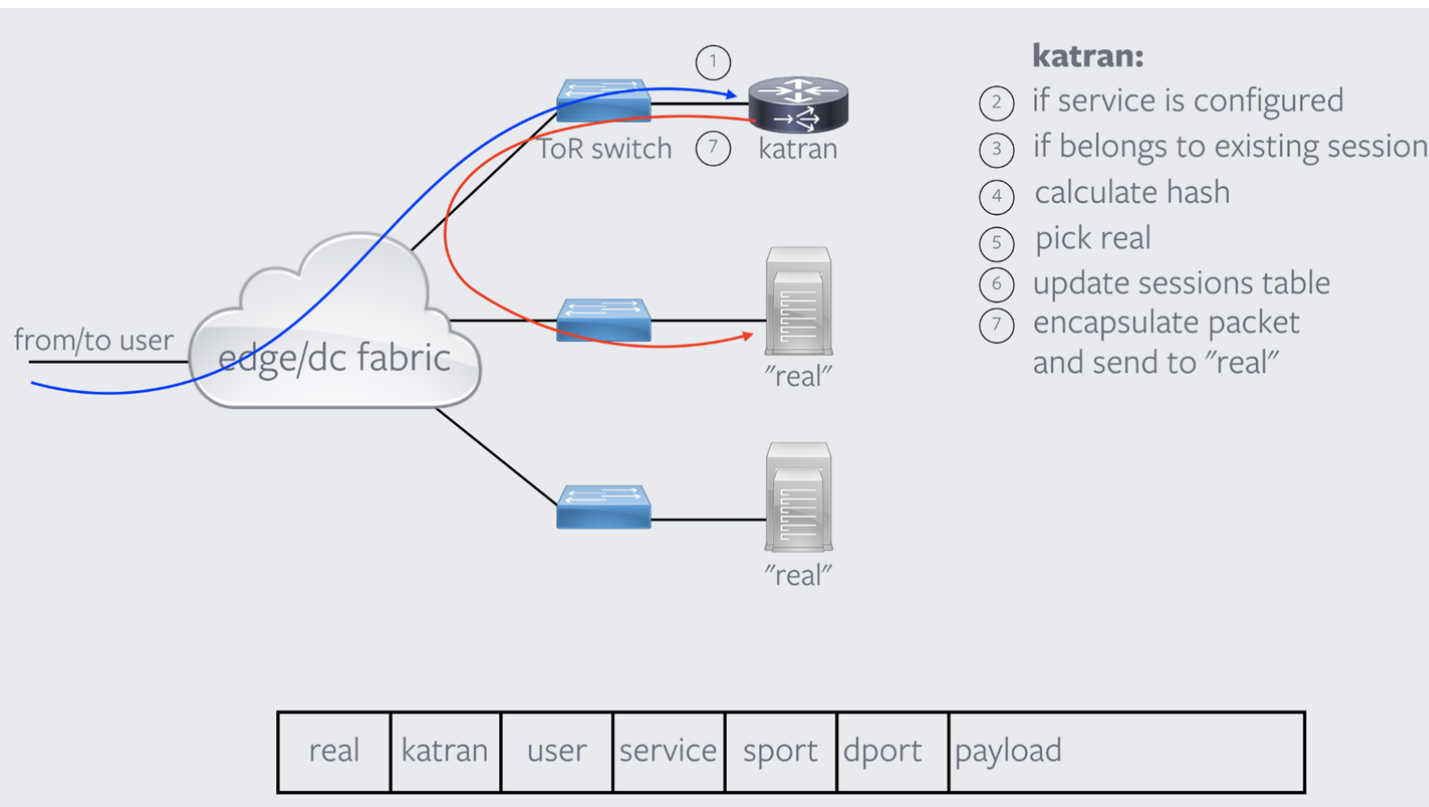 1
katran:
2 if service is configured
ToR switch 7 katran
3 if belongs to existing session
4 calculate hash
5 pick real
6 update sessions table
7 encapsulate packet
and send to "real"
from/to user
edge/dc fabric
"real"
"real"
real katran user service sport dport payload